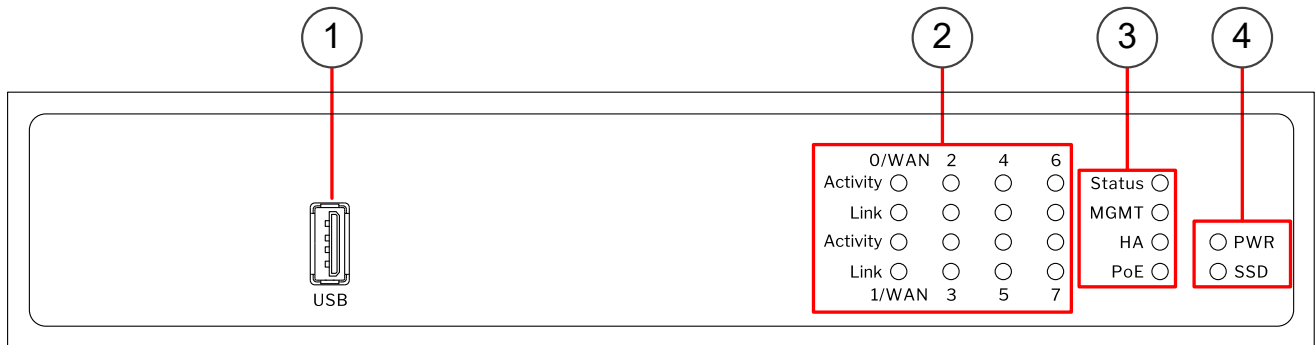 1 2 3 4
0/WAN 2 4 6
Activity Status
Link MGMT
Activity HA PWR
Link PoE SSD
1/WAN 3 5 7
USB